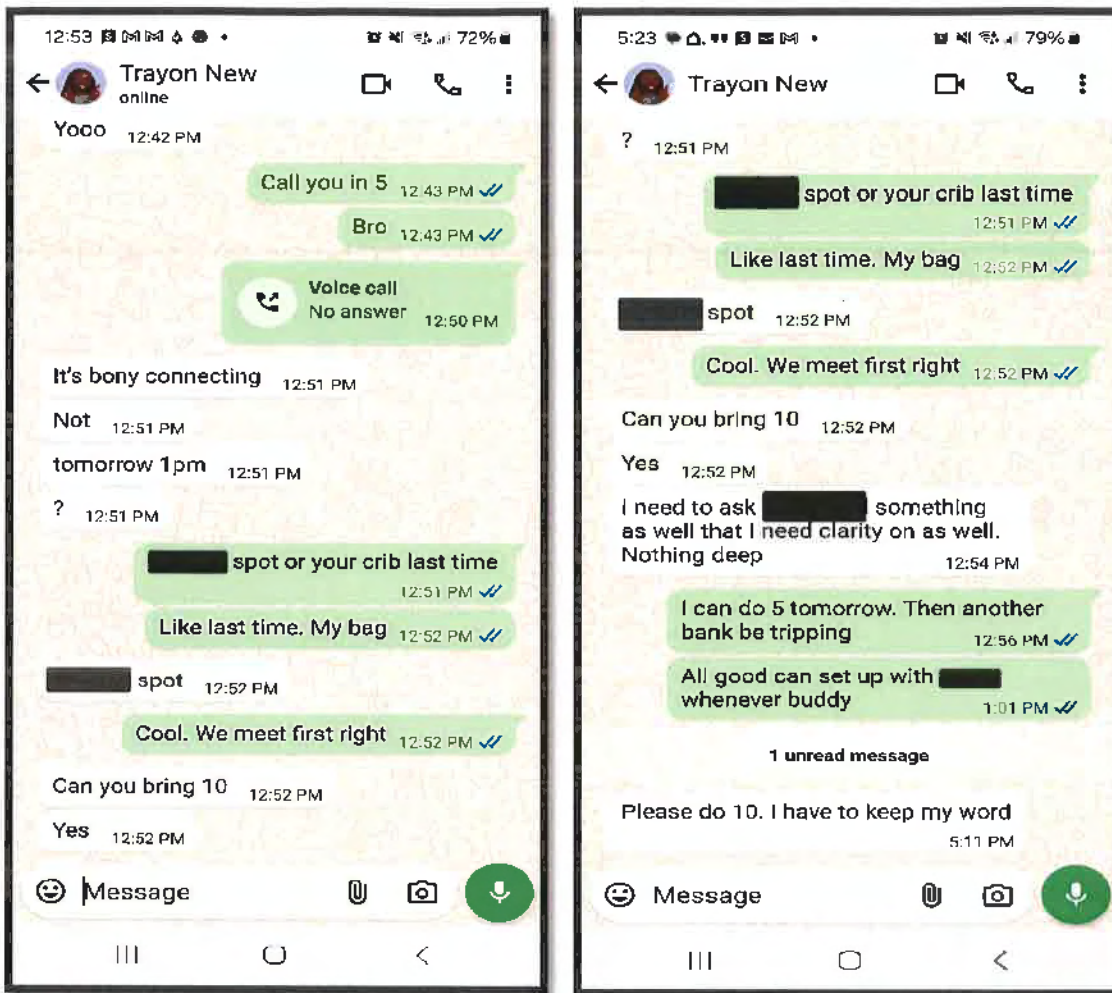 12:53
72%
Trayon New
online
Yooo 12:42 PM
Call you in 5 12:43 PM
Bro 12:43 PM
Voice call
No answer 12:50 PM
It's bony connecting 12:51 PM
Not 12:51 PM
tomorrow 1pm 12:51 PM
? 12:51 PM
spot or your crib last time
12:51 PM
Like last time. My bag 12:52 PM
spot 12:52 PM
Cool. We meet first right 12:52 PM
Can you bring 10 12:52 PM
Yes 12:52 PM
Message
5:23
79%
Trayon New
? 12:51 PM
spot or your crib last time
12:51 PM
Like last time. My bag 12:52 PM
spot 12:52 PM
Cool. We meet first right 12:52 PM
Can you bring 10 12:52 PM
Yes 12:52 PM
I need to ask something
as well that I need clarity on as well.
Nothing deep 12:54 PM
I can do 5 tomorrow. Then another
bank be tripping 12:56 PM
All good can set up with
whenever buddy 1:01 PM
1 unread message
Please do 10. I have to keep my word
5:11 PM
Message